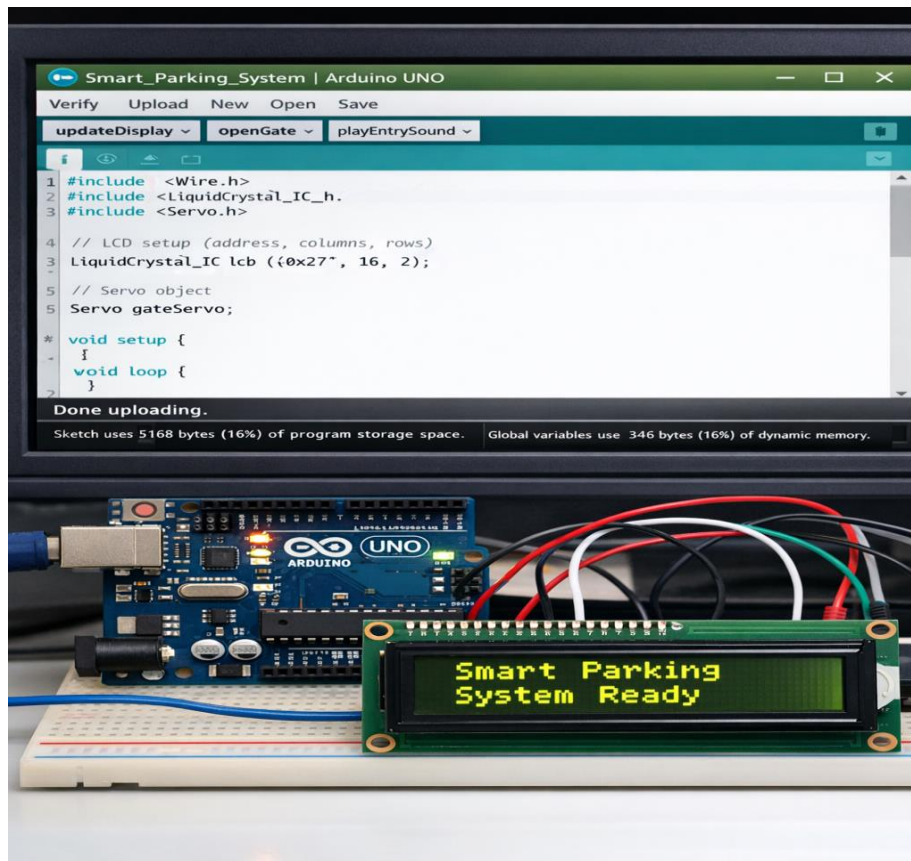 Smart_Parking_System | Arduino UNO
Verify Upload New Open Save
updateDisplay openGate playEntrySound
1 #include <Wire.h>
2 #include <LiquidCrystal_IC_h.
3 #include <Servo.h>
4 // LCD setup (address, columns, rows)
3 LiquidCrystal_IC lcb ((0x27", 16, 2);
5 // Servo object
5 Servo gateServo;
* void setup {
{
void loop {
2 }
Done uploading.
Sketch uses 5168 bytes (16%) of program storage space. Global variables use 346 bytes (16%) of dynamic memory.
UNO
ARDUINO
Smart Parking
System Ready